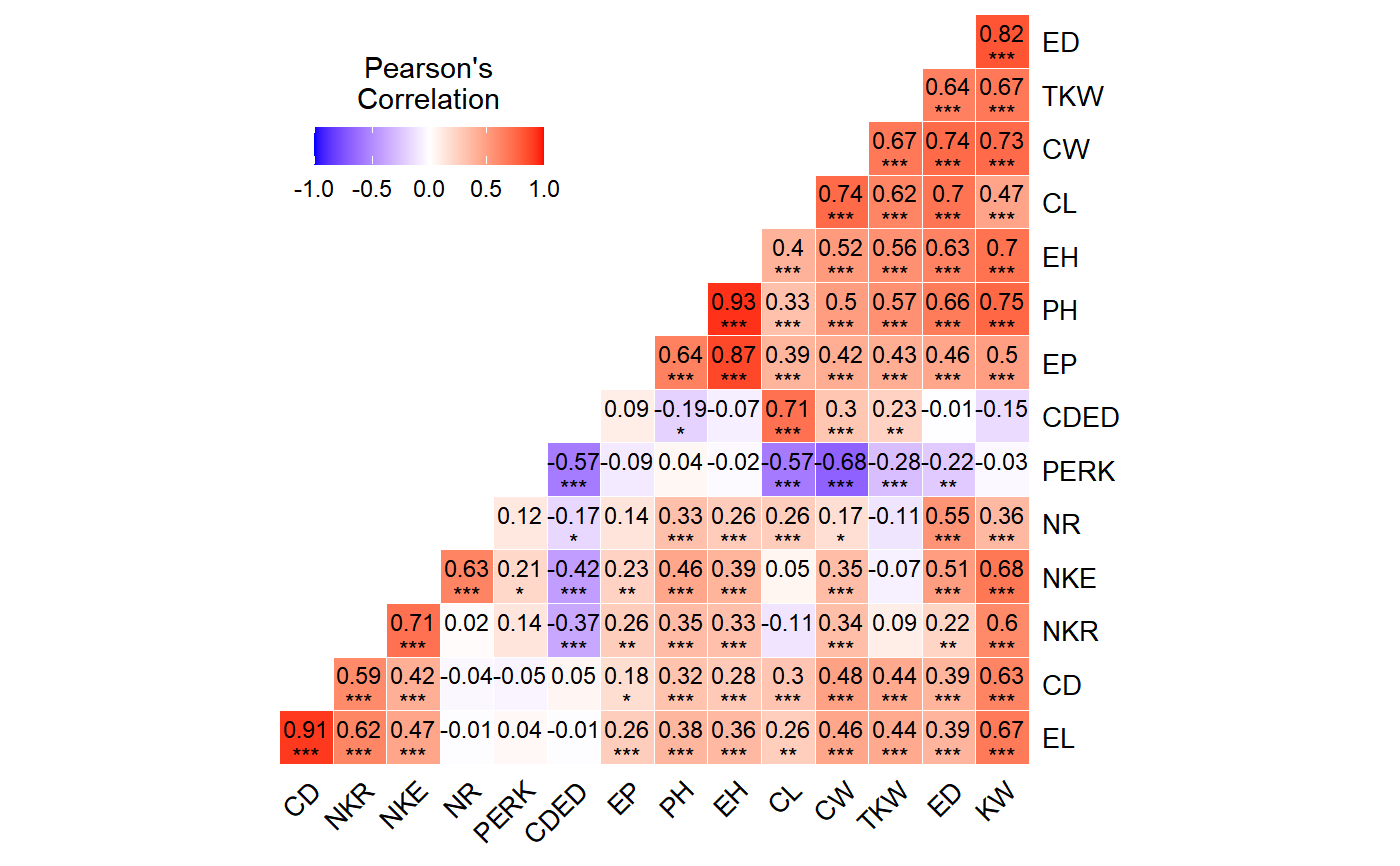 0.82 ED
***
Pearson's
Correlation
0.64 0.67 TKW
*** ***
0.67 0.74 0.73 CW
*** *** ***
-1.0 -0.5 0.0 0.5 1.0
0.74 0.62 0.7 0.47 CL
*** *** *** ***
0.4 0.52 0.56 0.63 0.7 EH
*** *** *** *** ***
0.93 0.33 0.5 0.57 0.66 0.75 PH
*** *** *** *** *** ***
0.64 0.87 0.39 0.42 0.43 0.46 0.5 EP
*** *** *** *** *** *** ***
0.09 -0.19 -0.07 0.71 0.3 0.23 -0.01 -0.15 CDED
* *** *** **
-0.57 -0.09 0.04 -0.02 -0.57 -0.68 -0.28 -0.22 -0.03 PERK
*** *** *** *** **
0.12 -0.17 0.14 0.33 0.26 0.26 0.17 -0.11 0.55 0.36 NR
* *** *** *** * *** ***
0.63 0.21 -0.42 0.23 0.46 0.39 0.05 0.35 -0.07 0.51 0.68 NKE
*** * *** ** *** *** *** *** ***
0.71 0.02 0.14 -0.37 0.26 0.35 0.33 -0.11 0.34 0.09 0.22 0.6 NKR
*** *** ** *** *** *** ** ***
0.59 0.42 -0.04 -0.05 0.05 0.18 0.32 0.28 0.3 0.48 0.44 0.39 0.63 CD
*** *** * *** *** *** *** *** *** ***
0.91 0.62 0.47 -0.01 0.04 -0.01 0.26 0.38 0.36 0.26 0.46 0.44 0.39 0.67 EL
*** *** *** *** *** *** ** *** *** *** ***
CD NKR NKE NR PERK CDED EP PH EH CL CW TKW ED KW